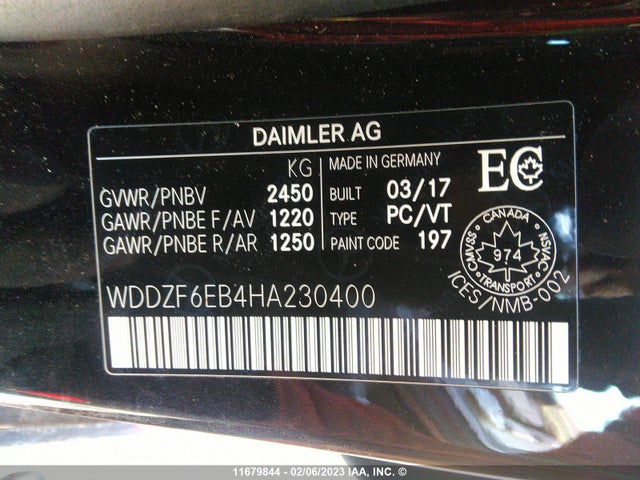 DAIMLER AG
KG
GVWR/PNBV 2450
GAWR/PNBE F/AV 1220
GAWR/PNBE R/AR 1250
MADE IN GERMANY
BUILT 03/17
TYPE PC/VT
PAINT CODE 197
EC
CANADA
CMVSS 974 NSVAC
TRANSPORT
ICES/NMB-002
WDDZF6EB4HA230400
11679844 - 02/06/2023 IAA, INC. ©